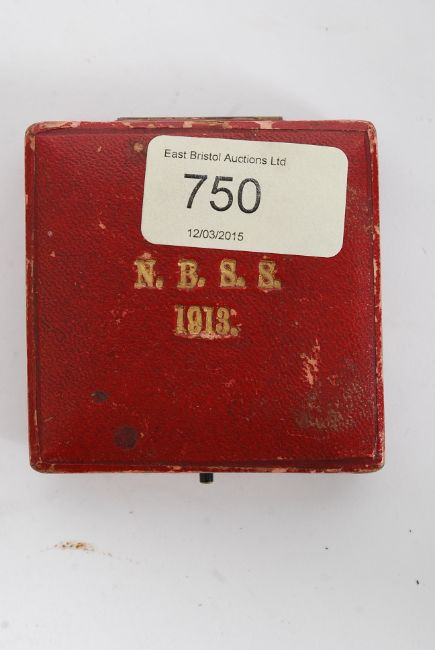 East Bristol Auctions Ltd
750
12/03/2015
N. B. S. S.
1913.